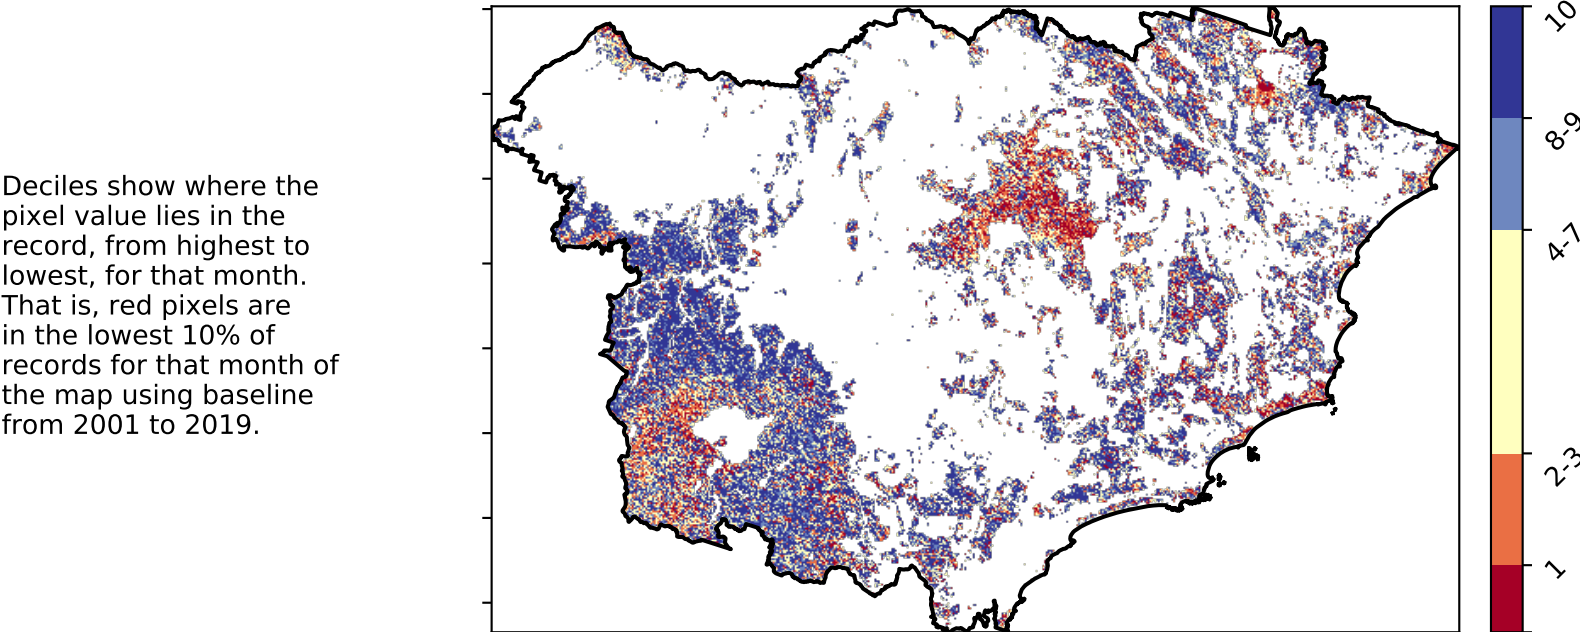 Deciles show where the
pixel value lies in the
record, from highest to
lowest, for that month.
That is, red pixels are
in the lowest 10% of
records for that month of
the map using baseline
from 2001 to 2019.
10
8-9
4-7
2-3
1